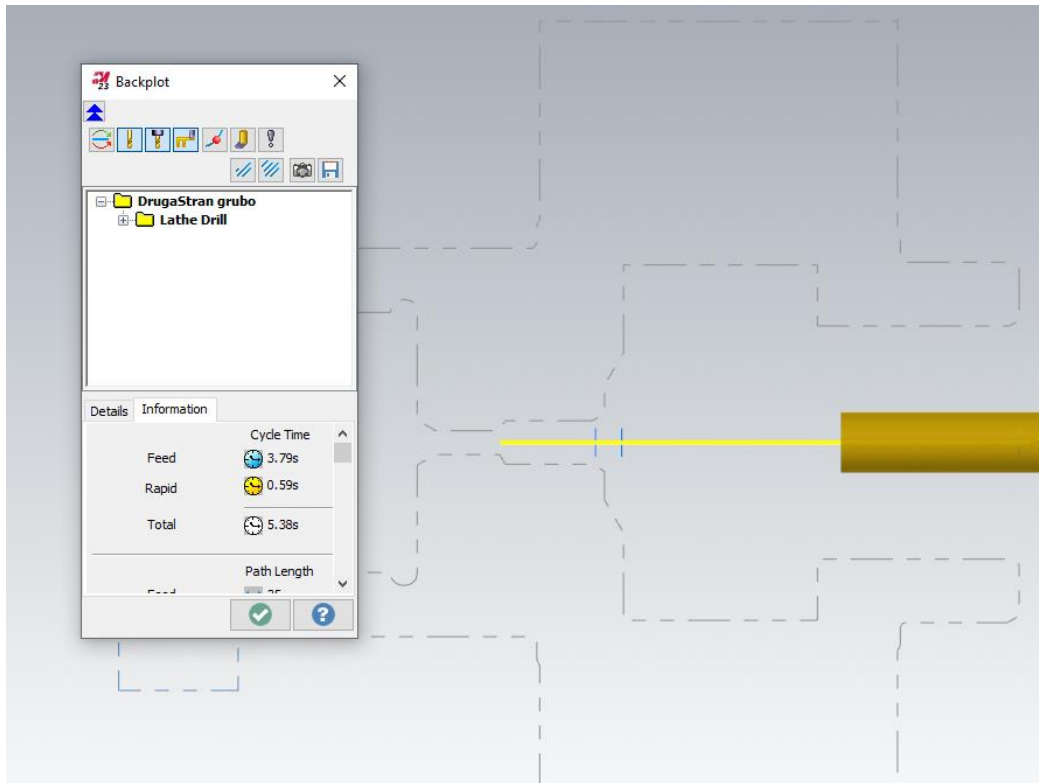 23 Backplot
DrugaStran grubo
Lathe Drill
Details Information
Cycle Time
Feed 3.79s
Rapid 0.59s
Total 5.38s
Path Length